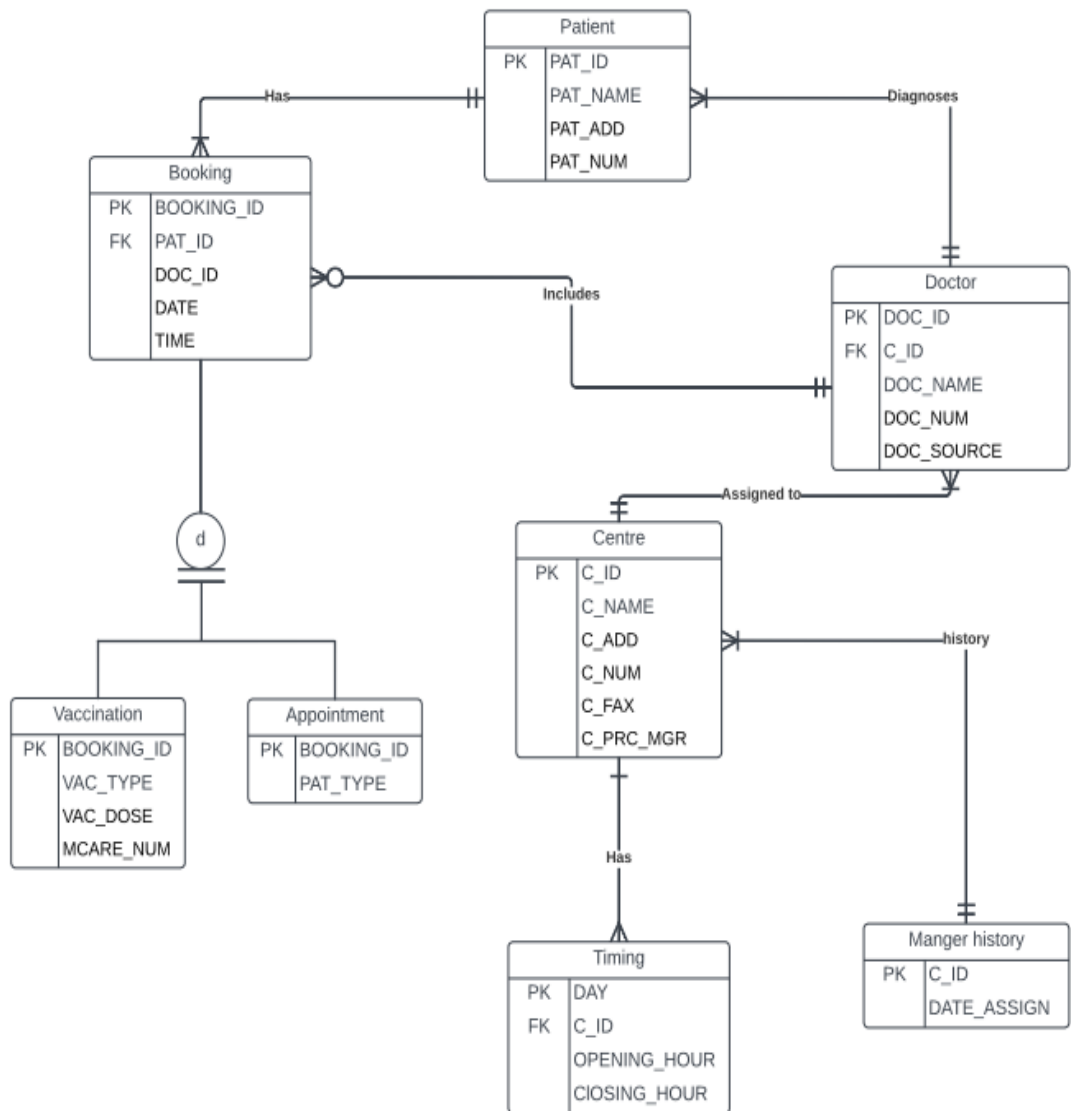 Patient
PK PAT_ID
PAT_NAME
PAT_ADD
PAT_NUM
Has
Diagnoses
Booking
PK BOOKING_ID
FK PAT_ID
DOC_ID
DATE
TIME
Includes
Doctor
PK DOC_ID
FK C_ID
DOC_NAME
DOC_NUM
DOC_SOURCE
Assigned to
d
Centre
PK C_ID
C_NAME
C_ADD
C_NUM
C_FAX
C_PRC_MGR
history
Vaccination
PK BOOKING_ID
VAC_TYPE
VAC_DOSE
MCARE_NUM
Appointment
PK BOOKING_ID
PAT_TYPE
Has
Timing
PK DAY
FK C_ID
OPENING_HOUR
ClOSING_HOUR
Manger history
PK C_ID
DATE_ASSIGN